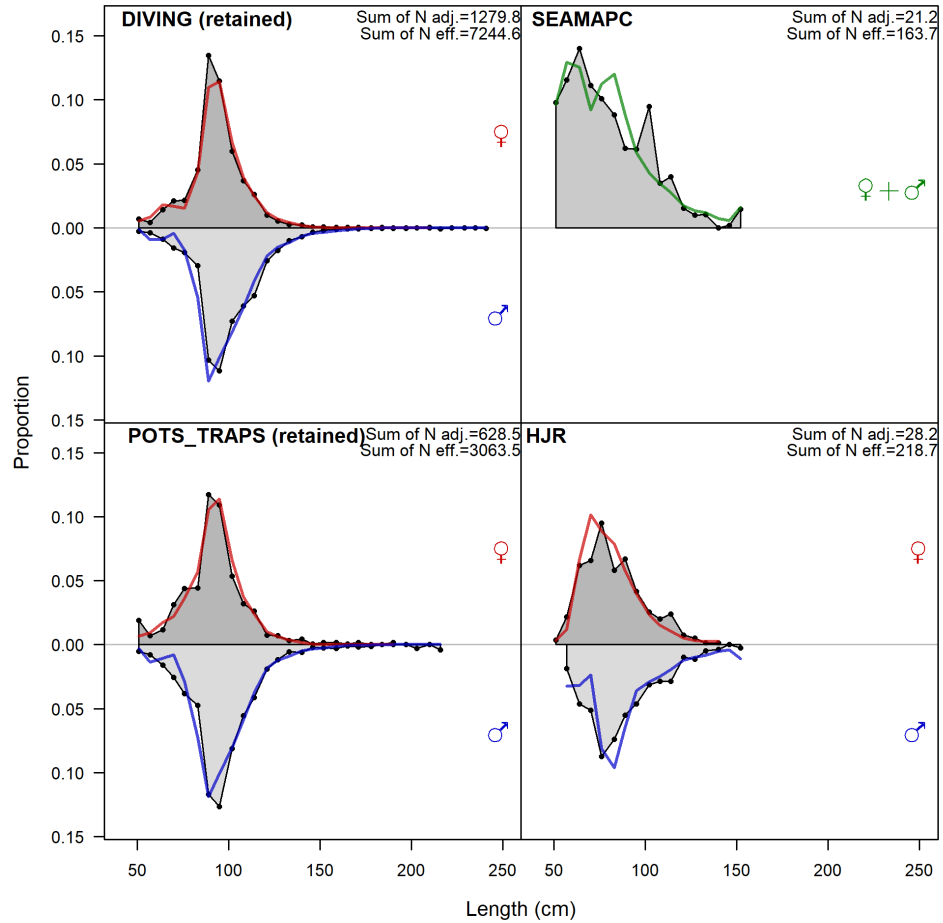 DIVING (retained)
Sum of N adj.=1279.8
Sum of N eff.=7244.6
SEAMAPC
Sum of N adj.=21.2
Sum of N eff.=163.7
0.15
0.10
0.05
0.00
0.05
0.10
0.15
♀
♂
♀+♂
Proportion
POTS_TRAPS (retained)
Sum of N adj.=628.5
Sum of N eff.=3063.5
HJR
Sum of N adj.=28.2
Sum of N eff.=218.7
0.15
0.10
0.05
0.00
0.05
0.10
0.15
♀
♂
♀
♂
50 100 150 200 250
50 100 150 200 250
Length (cm)